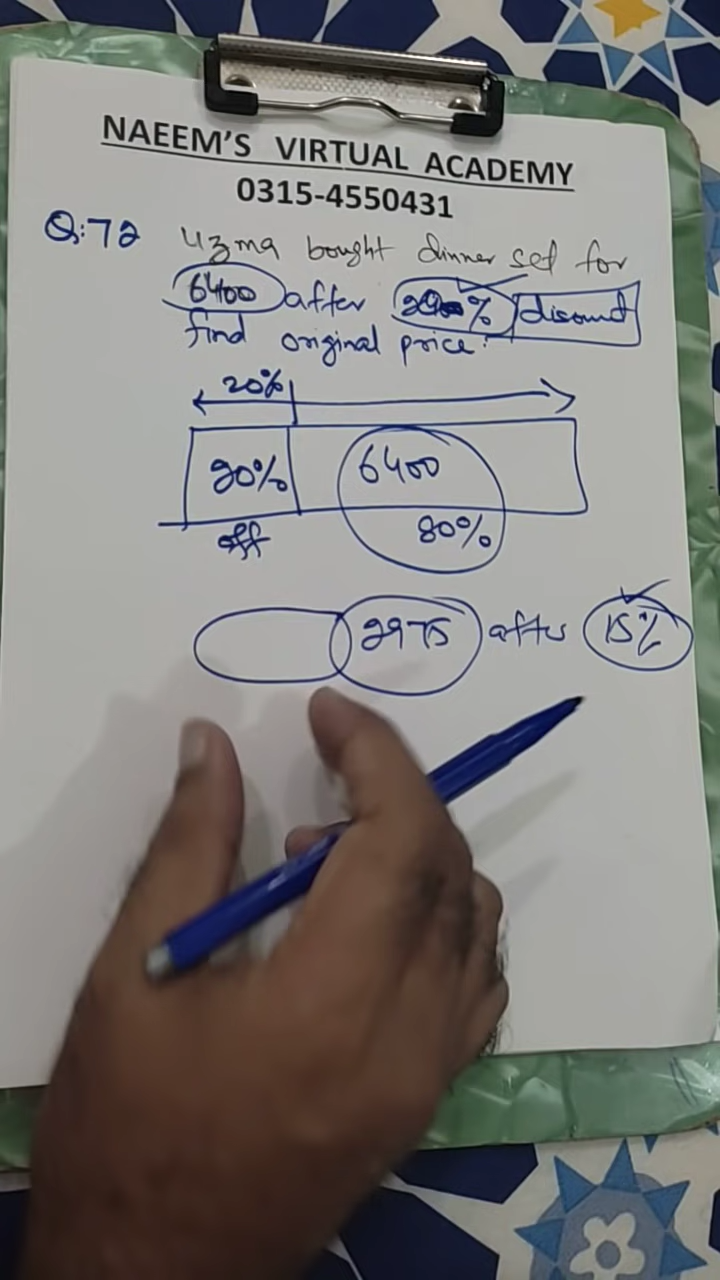 NAEEM'S VIRTUAL ACADEMY
0315-4550431
Q:72 Uzma bought dinner set for
6400 after 20% discount
find original price.
20%
20% 6400
off 80%
2975 after 15%